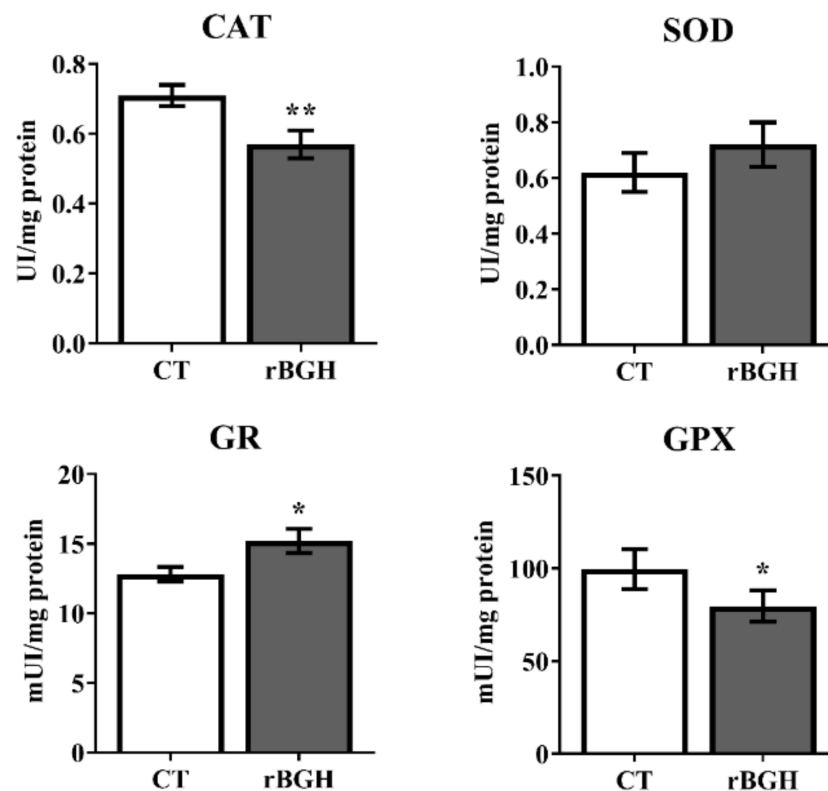 CAT
UI/mg protein
0.8
0.6
0.4
0.2
0.0
**
CT
rBGH
SOD
UI/mg protein
1.0
0.8
0.6
0.4
0.2
0.0
CT
rBGH
GR
mUI/mg protein
20
15
10
5
0
*
CT
rBGH
GPX
mUI/mg protein
150
100
50
0
*
CT
rBGH